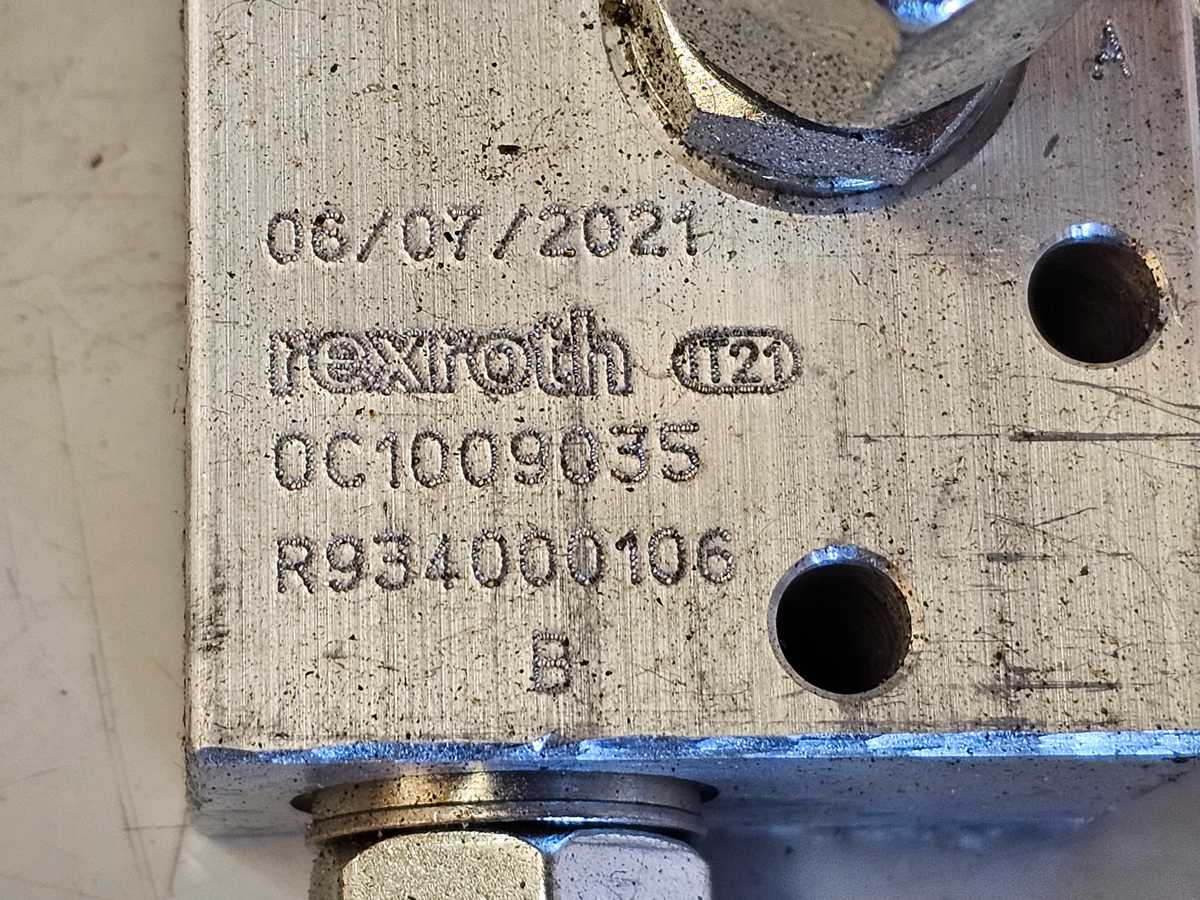 A
06/07/2021
rexroth IT21
0C1009035
R934000106
B